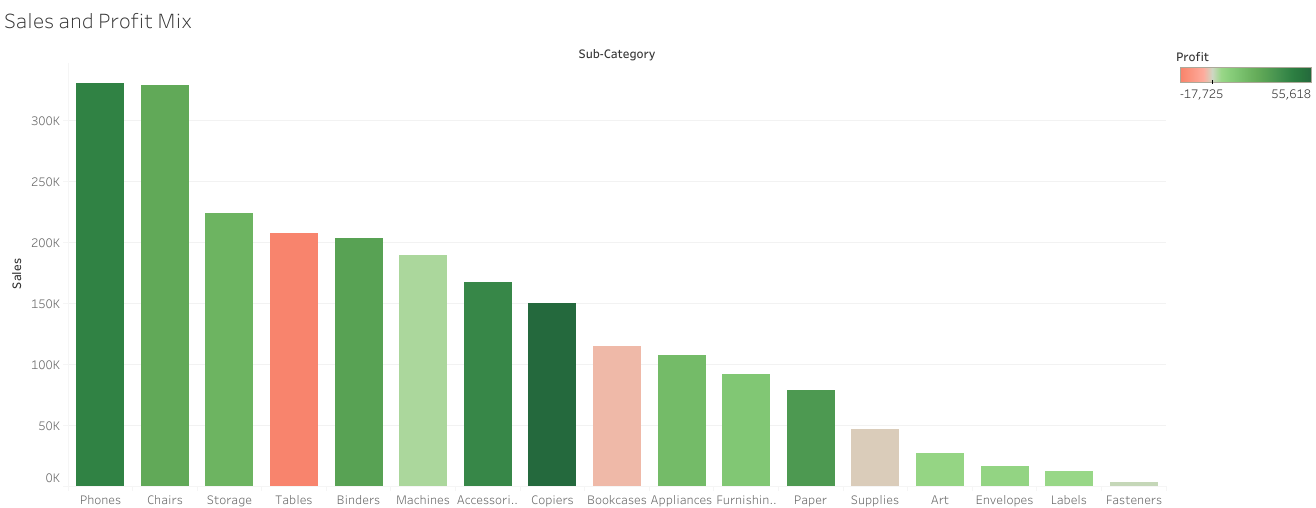 Sales and Profit Mix
Sub-Category
Profit
-17,725 55,618
Sales
300K
250K
200K
150K
100K
50K
0K
Phones Chairs Storage Tables Binders Machines Accessori.. Copiers Bookcases Appliances Furnishin.. Paper Supplies Art Envelopes Labels Fasteners